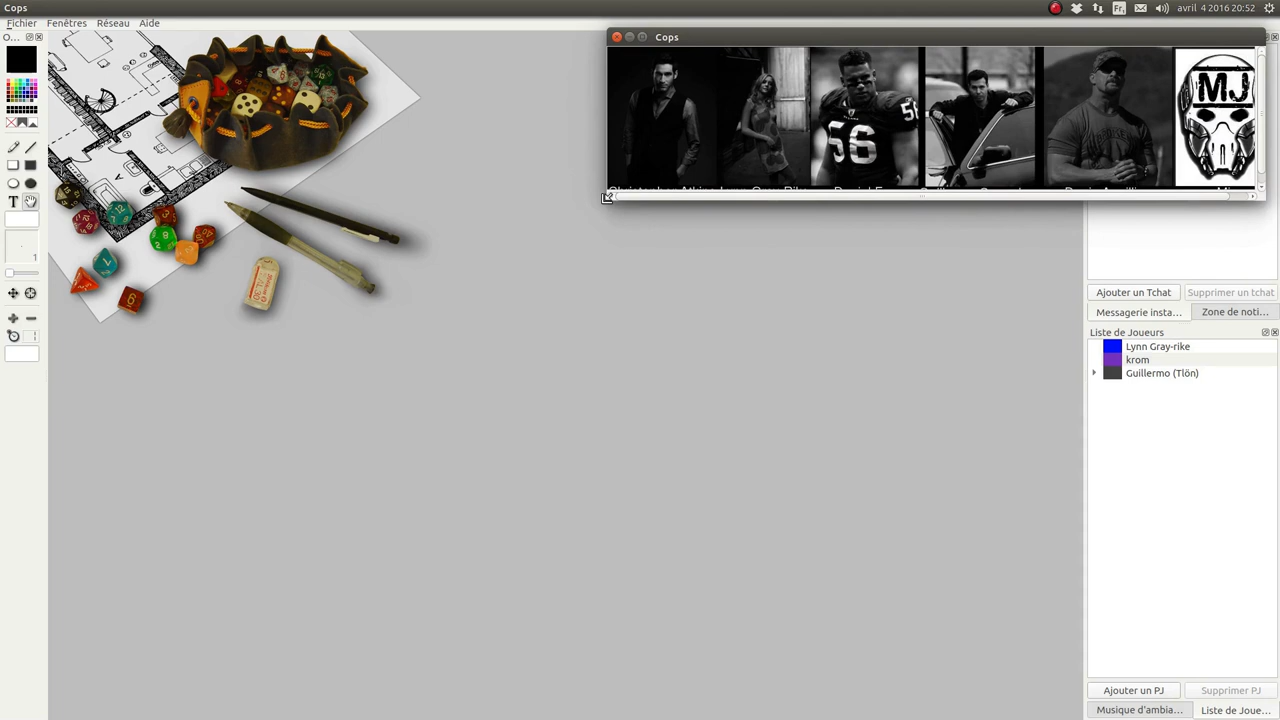 Cops
Fr
avril 4 2016 20:52
Fichier Fenêtres Réseau Aide
O…
Cops
56
MJ
T
1
Ajouter un Tchat Supprimer un tchat
Messagerie insta… Zone de noti…
Liste de Joueurs
Lynn Gray-rike
krom
Guillermo (Tlön)
Ajouter un PJ Supprimer PJ
Musique d'ambia… Liste de Joue…